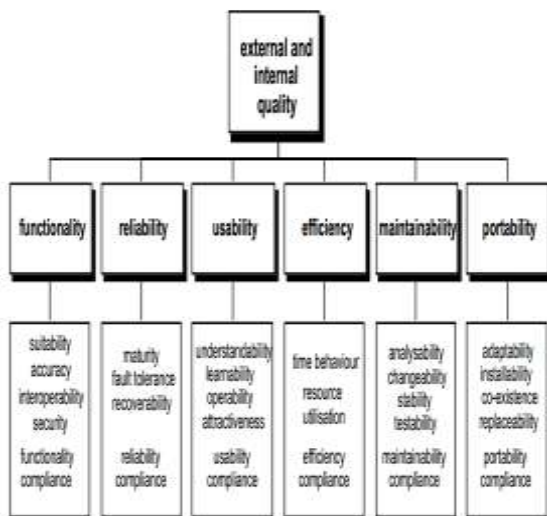 external and
internal
quality
functionality
reliability
usability
efficiency
maintainability
portability
suitability
accuracy
interoperability
security
functionality
compliance
maturity
fault tolerance
recoverability
reliability
compliance
understandability
learnability
operability
attractiveness
usability
compliance
time behaviour
resource
utilisation
efficiency
compliance
analysability
changeability
stability
testability
maintainability
compliance
adaptability
installability
co-existence
replaceability
portability
compliance